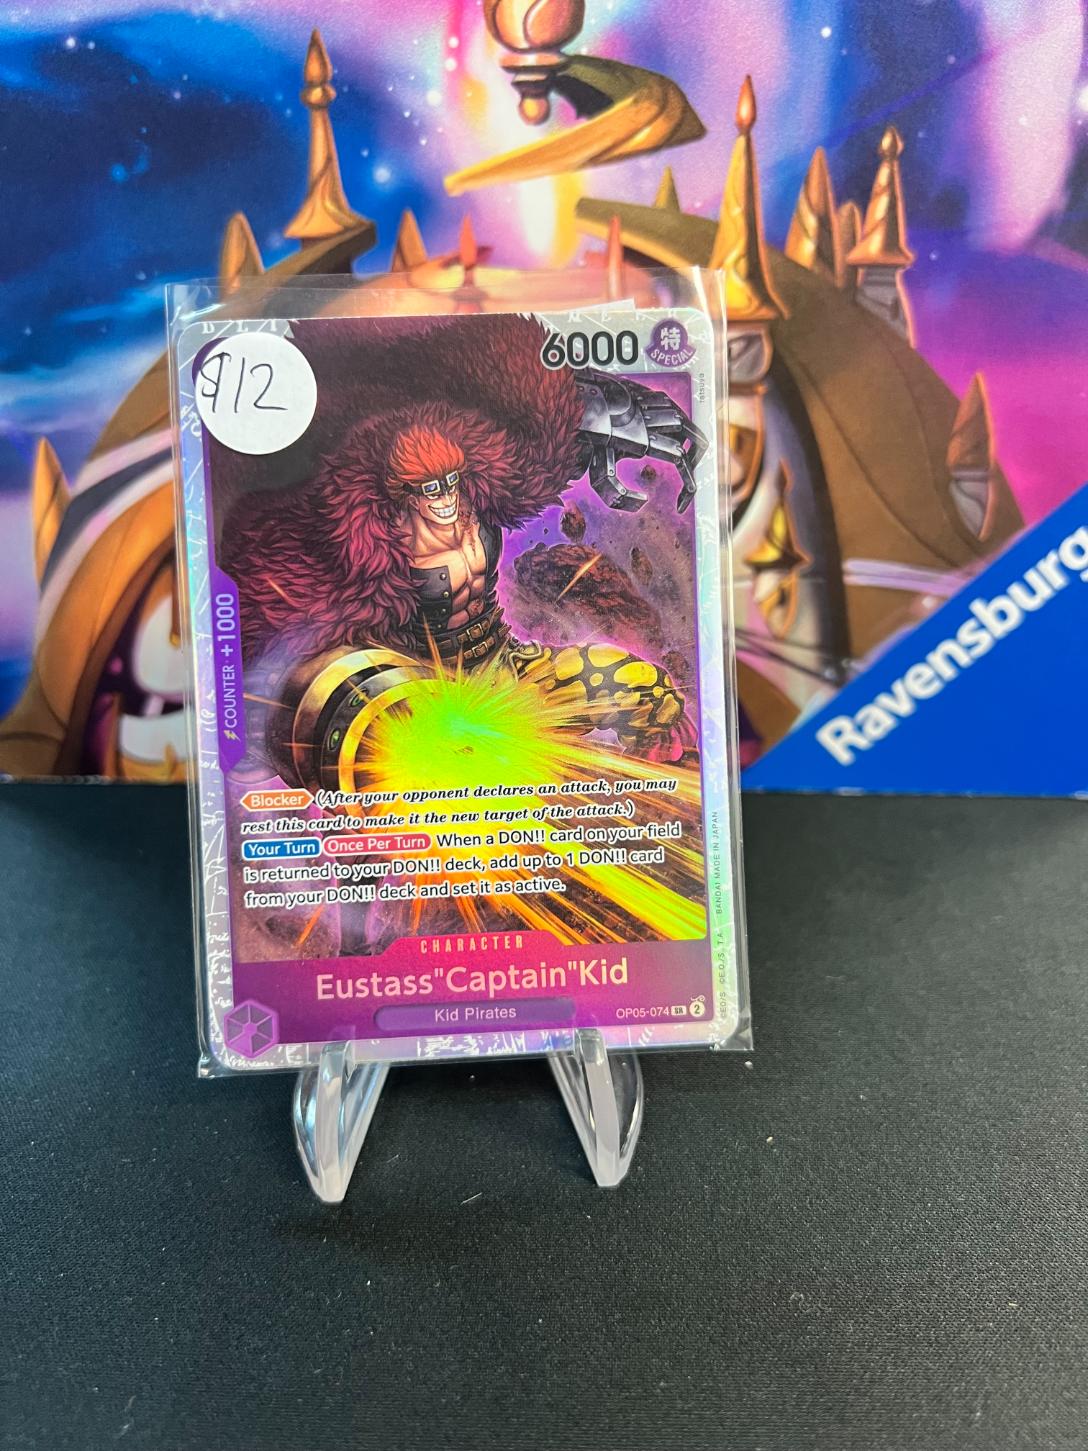 $12
6000
特
SPECIAL
tatsuya
COUNTER +1000
Ravensburg
Blocker (After your opponent declares an attack, you may
rest this card to make it the new target of the attack.)
Your Turn Once Per Turn When a DON!! card on your field
is returned to your DON!! deck, add up to 1 DON!! card
from your DON!! deck and set it as active.
CHARACTER
Eustass"Captain"Kid
Kid Pirates
OP05-074 SR 2
©E.O/S. ©E.O./S., T.A. BANDAI MADE IN JAPAN